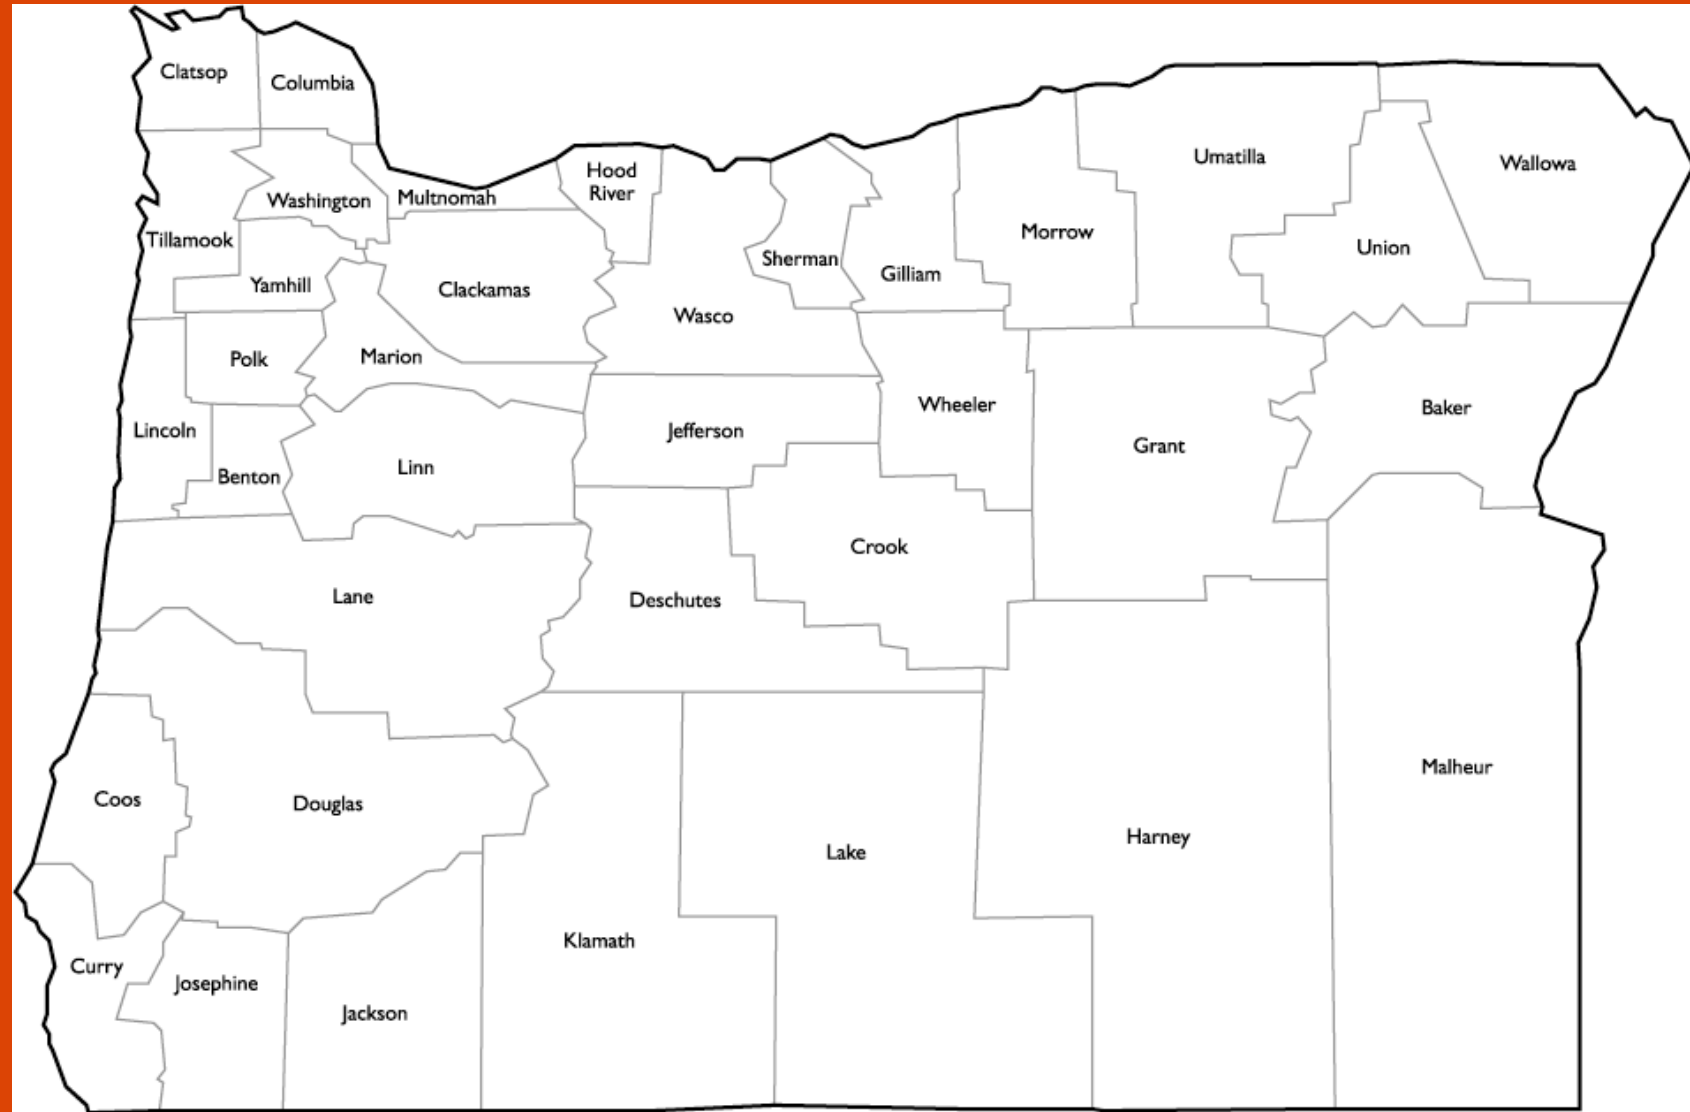 Clatsop
Columbia
Washington
Multnomah
Hood
River
Tillamook
Yamhill
Clackamas
Wasco
Sherman
Gilliam
Morrow
Umatilla
Union
Wallowa
Polk
Marion
Lincoln
Benton
Linn
Jefferson
Wheeler
Grant
Baker
Lane
Deschutes
Crook
Coos
Douglas
Klamath
Lake
Harney
Malheur
Curry
Josephine
Jackson